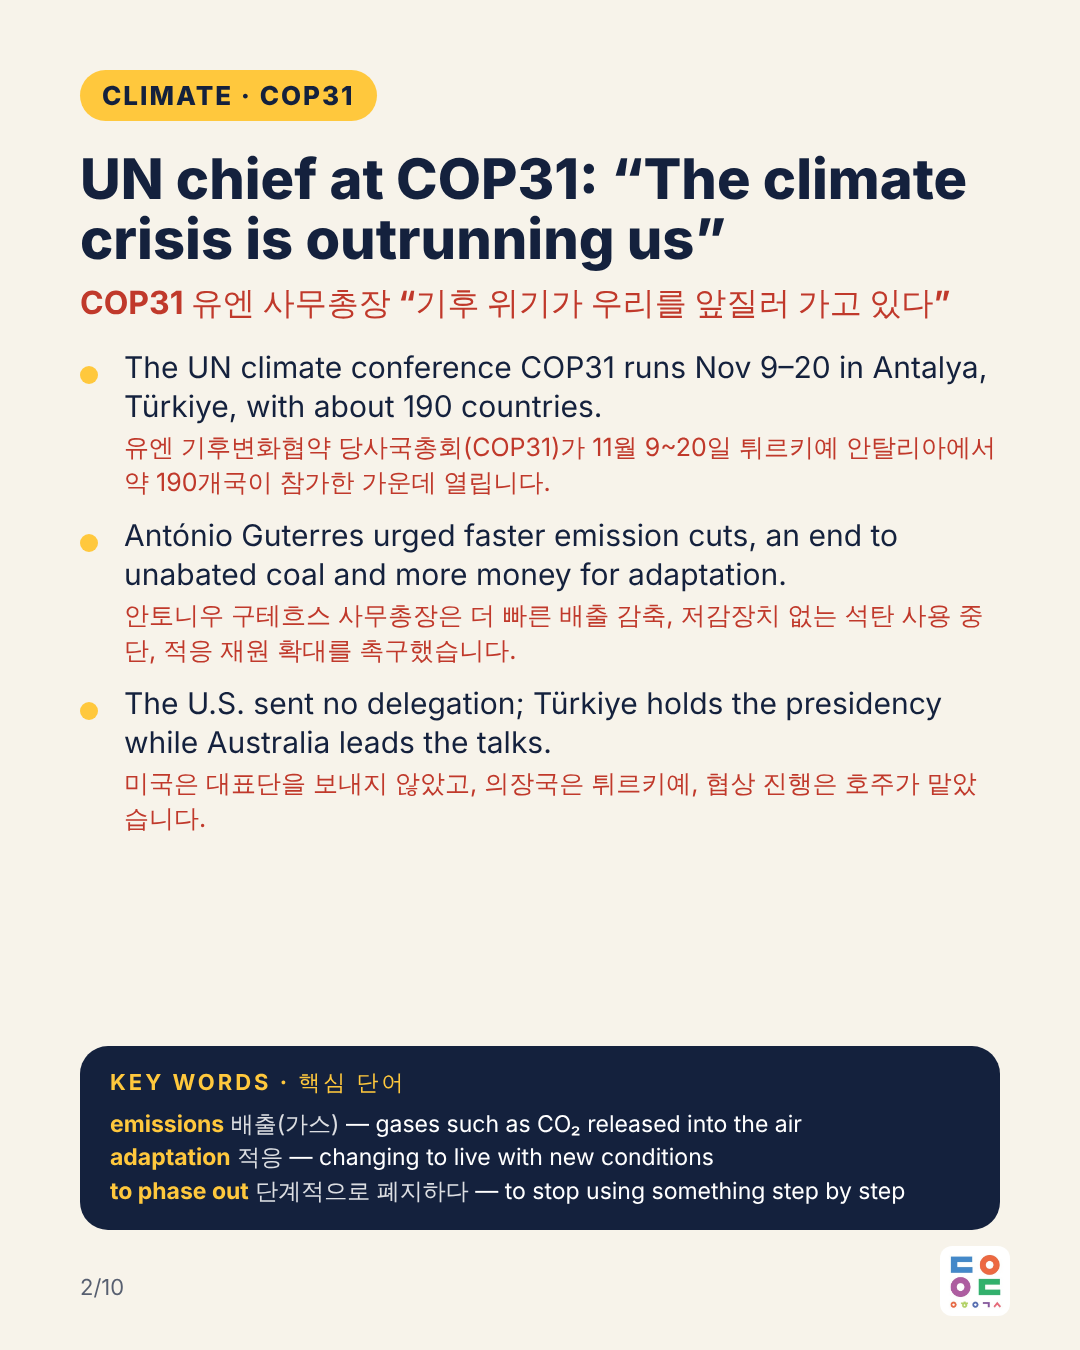 CLIMATE · COP31
UN chief at COP31: “The climate
crisis is outrunning us”
COP31 유엔 사무총장 “기후 위기가 우리를 앞질러 가고 있다”
The UN climate conference COP31 runs Nov 9–20 in Antalya,
Türkiye, with about 190 countries.
유엔 기후변화협약 당사국총회(COP31)가 11월 9~20일 튀르키예 안탈리아에서
약 190개국이 참가한 가운데 열립니다.
António Guterres urged faster emission cuts, an end to
unabated coal and more money for adaptation.
안토니우 구테흐스 사무총장은 더 빠른 배출 감축, 저감장치 없는 석탄 사용 중
단, 적응 재원 확대를 촉구했습니다.
The U.S. sent no delegation; Türkiye holds the presidency
while Australia leads the talks.
미국은 대표단을 보내지 않았고, 의장국은 튀르키예, 협상 진행은 호주가 맡았
습니다.
KEY WORDS · 핵심 단어
emissions 배출(가스) — gases such as CO₂ released into the air
adaptation 적응 — changing to live with new conditions
to phase out 단계적으로 폐지하다 — to stop using something step by step
2/10